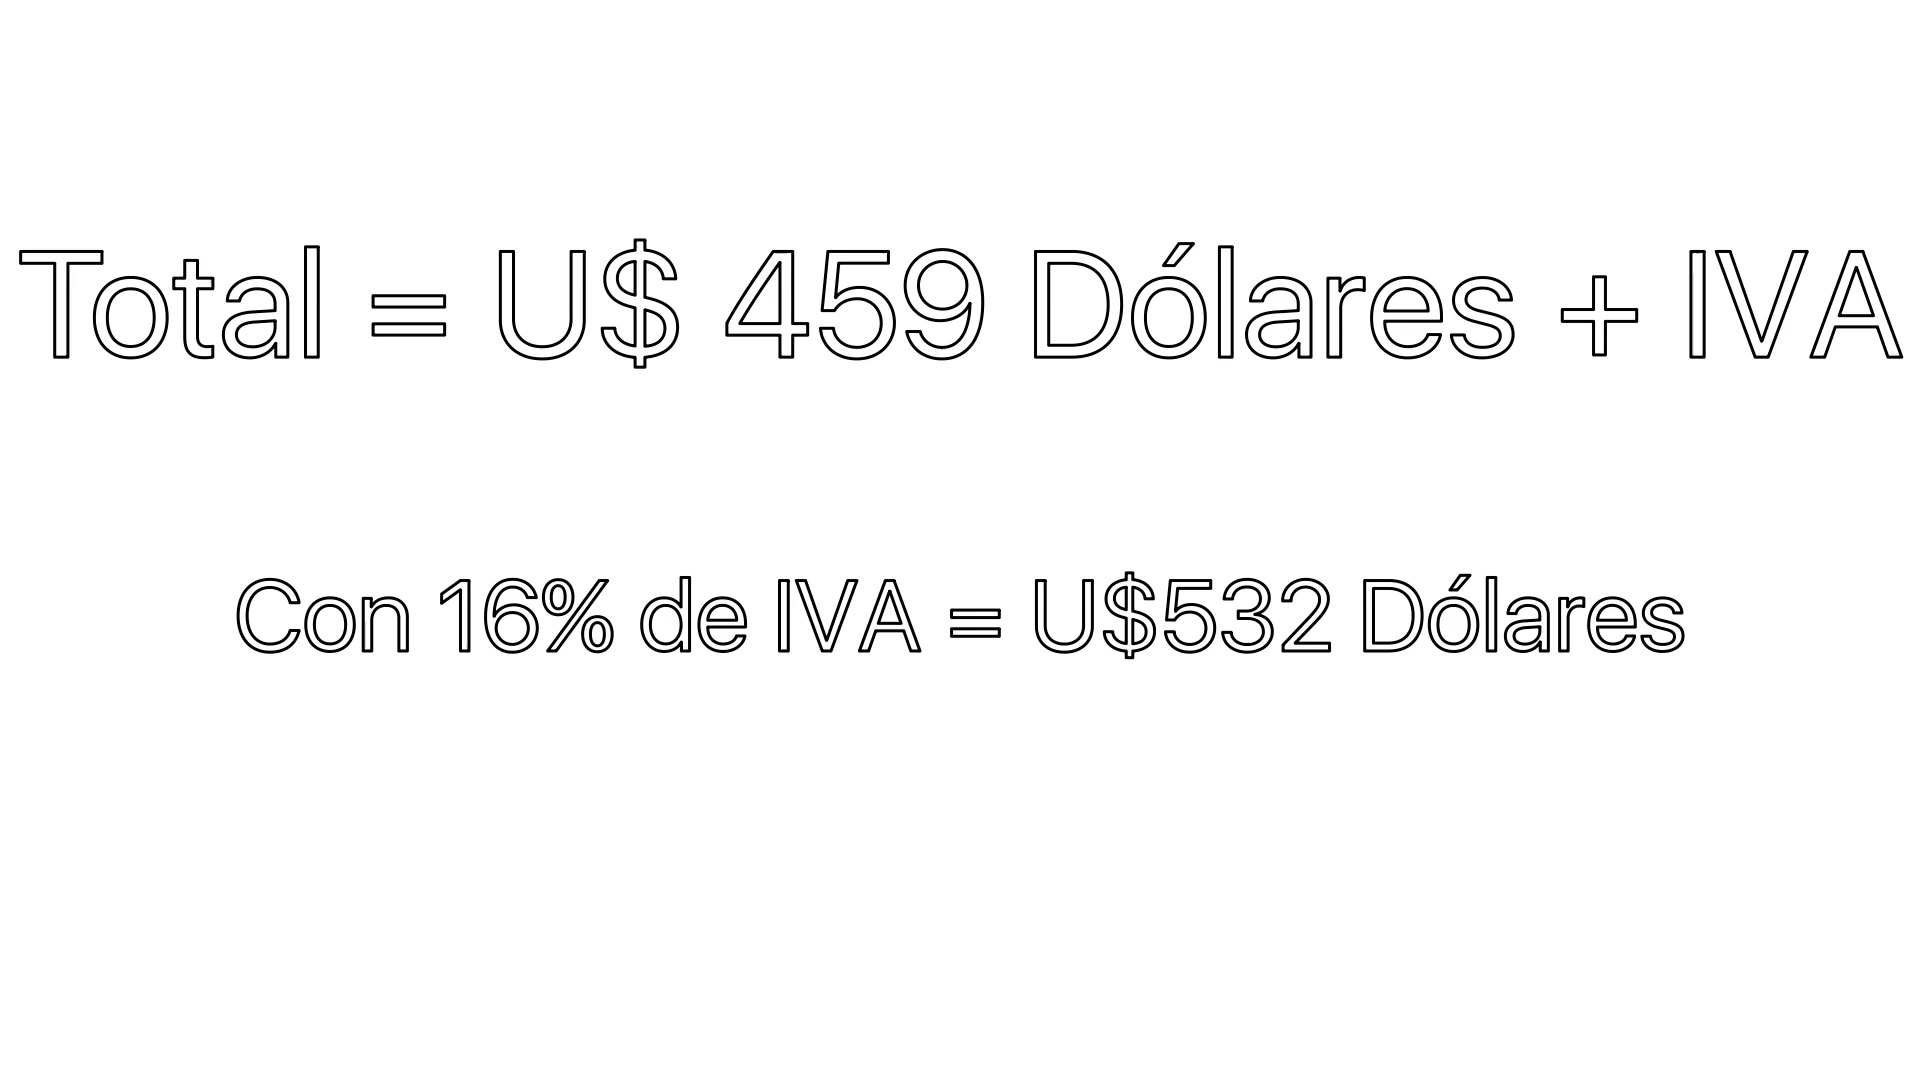 Total = U$ 459 Dólares + IVA
Con 16% de IVA = U$532 Dólares